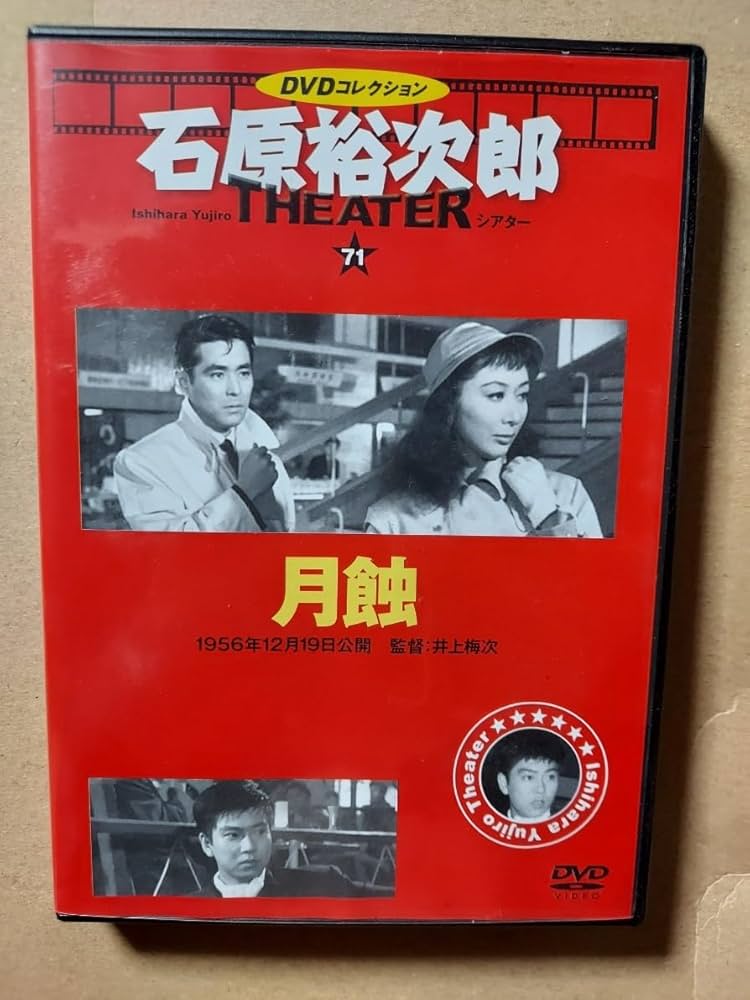 DVDコレクション
石原裕次郎
Ishihara Yujiro THEATER シアター
71
月蝕
1956年12月19日公開 監督:井上梅次
Ishihara Yujiro Theater
DVD
VIDEO